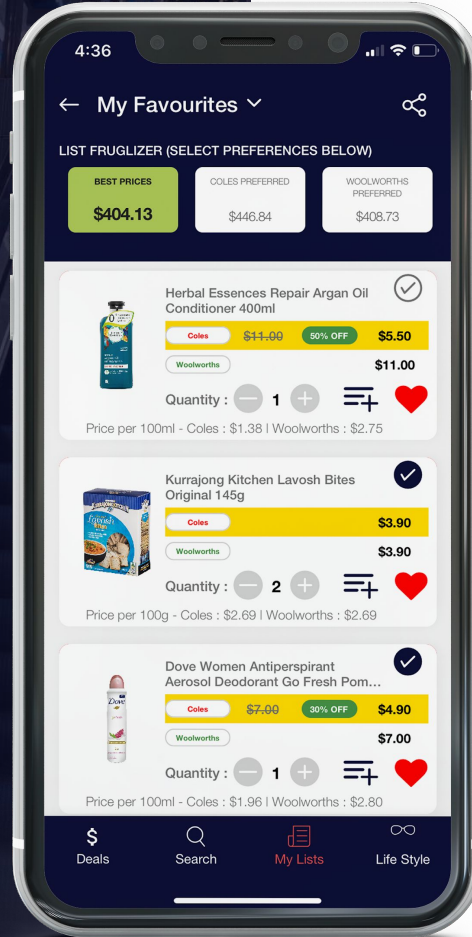 4:36
My Favourites
LIST FRUGLIZER (SELECT PREFERENCES BELOW)
BEST PRICES
$404.13
COLES PREFERRED
$446.84
WOOLWORTHS
PREFERRED
$408.73
Herbal Essences Repair Argan Oil
Conditioner 400ml
Coles $11.00 50% OFF $5.50
Woolworths $11.00
Quantity : 1
Price per 100ml - Coles : $1.38 | Woolworths : $2.75
Kurrajong Kitchen Lavosh Bites
Original 145g
Coles $3.90
Woolworths $3.90
Quantity : 2
Price per 100g - Coles : $2.69 | Woolworths : $2.69
Dove Women Antiperspirant
Aerosol Deodorant Go Fresh Pom...
Dove
Coles $7.00 30% OFF $4.90
Woolworths $7.00
Quantity : 1
Price per 100ml - Coles : $1.96 | Woolworths : $2.80
$
Deals
Search
My Lists
Life Style